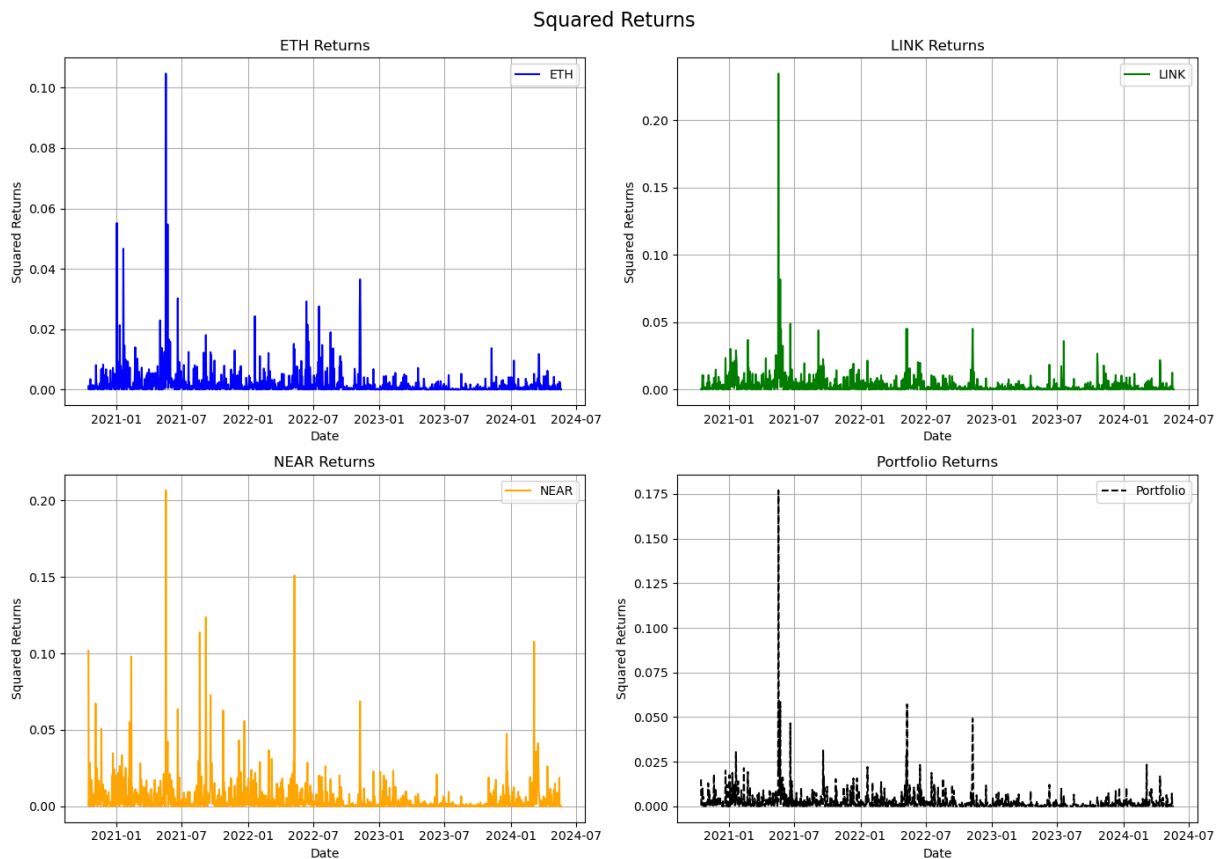 Squared Returns
ETH Returns
ETH
0.10
0.08
0.06
0.04
0.02
0.00
Squared Returns
2021-01 2021-07 2022-01 2022-07 2023-01 2023-07 2024-01 2024-07
Date
LINK Returns
LINK
0.20
0.15
0.10
0.05
0.00
Squared Returns
2021-01 2021-07 2022-01 2022-07 2023-01 2023-07 2024-01 2024-07
Date
NEAR Returns
NEAR
0.20
0.15
0.10
0.05
0.00
Squared Returns
2021-01 2021-07 2022-01 2022-07 2023-01 2023-07 2024-01 2024-07
Date
Portfolio Returns
Portfolio
0.175
0.150
0.125
0.100
0.075
0.050
0.025
0.000
Squared Returns
2021-01 2021-07 2022-01 2022-07 2023-01 2023-07 2024-01 2024-07
Date